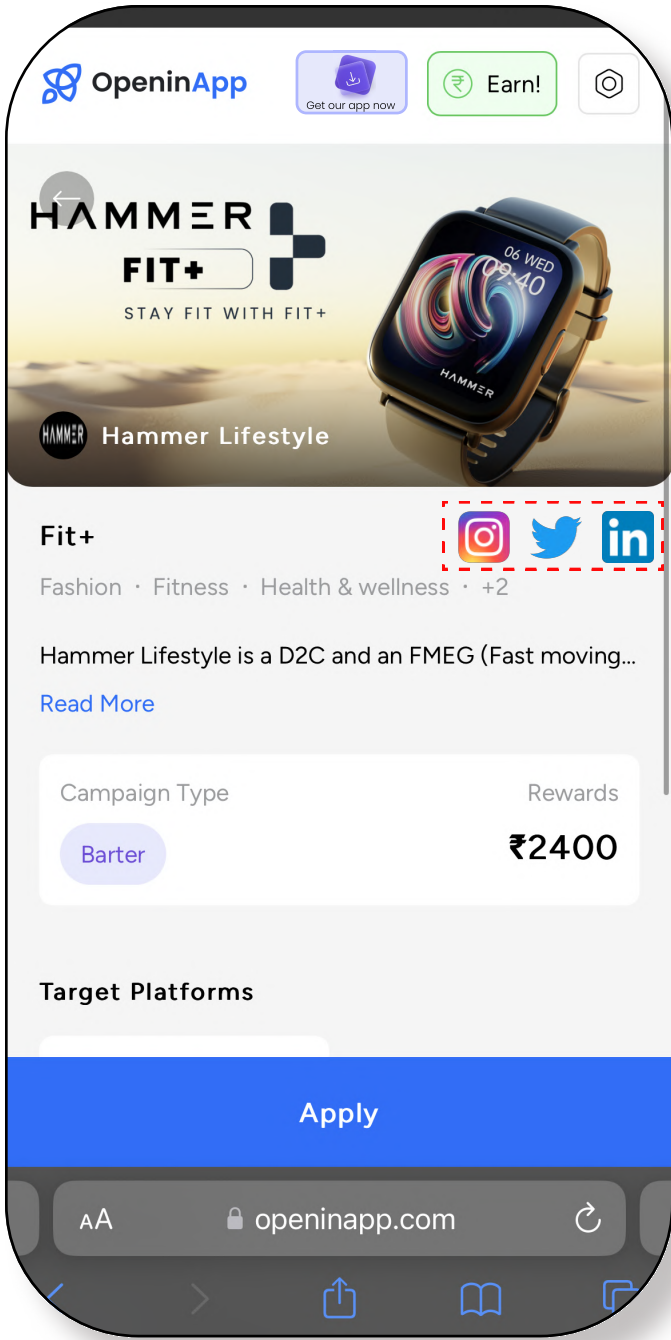 OpeninApp
Get our app now
₹ Earn!
HAMMER
FIT+
STAY FIT WITH FIT+
06 WED
09:40
HAMMER
HAMMER
Hammer Lifestyle
Fit+
in
Fashion · Fitness · Health & wellness · +2
Hammer Lifestyle is a D2C and an FMEG (Fast moving...
Read More
Campaign Type
Rewards
Barter
₹2400
Target Platforms
Apply
AA
openinapp.com